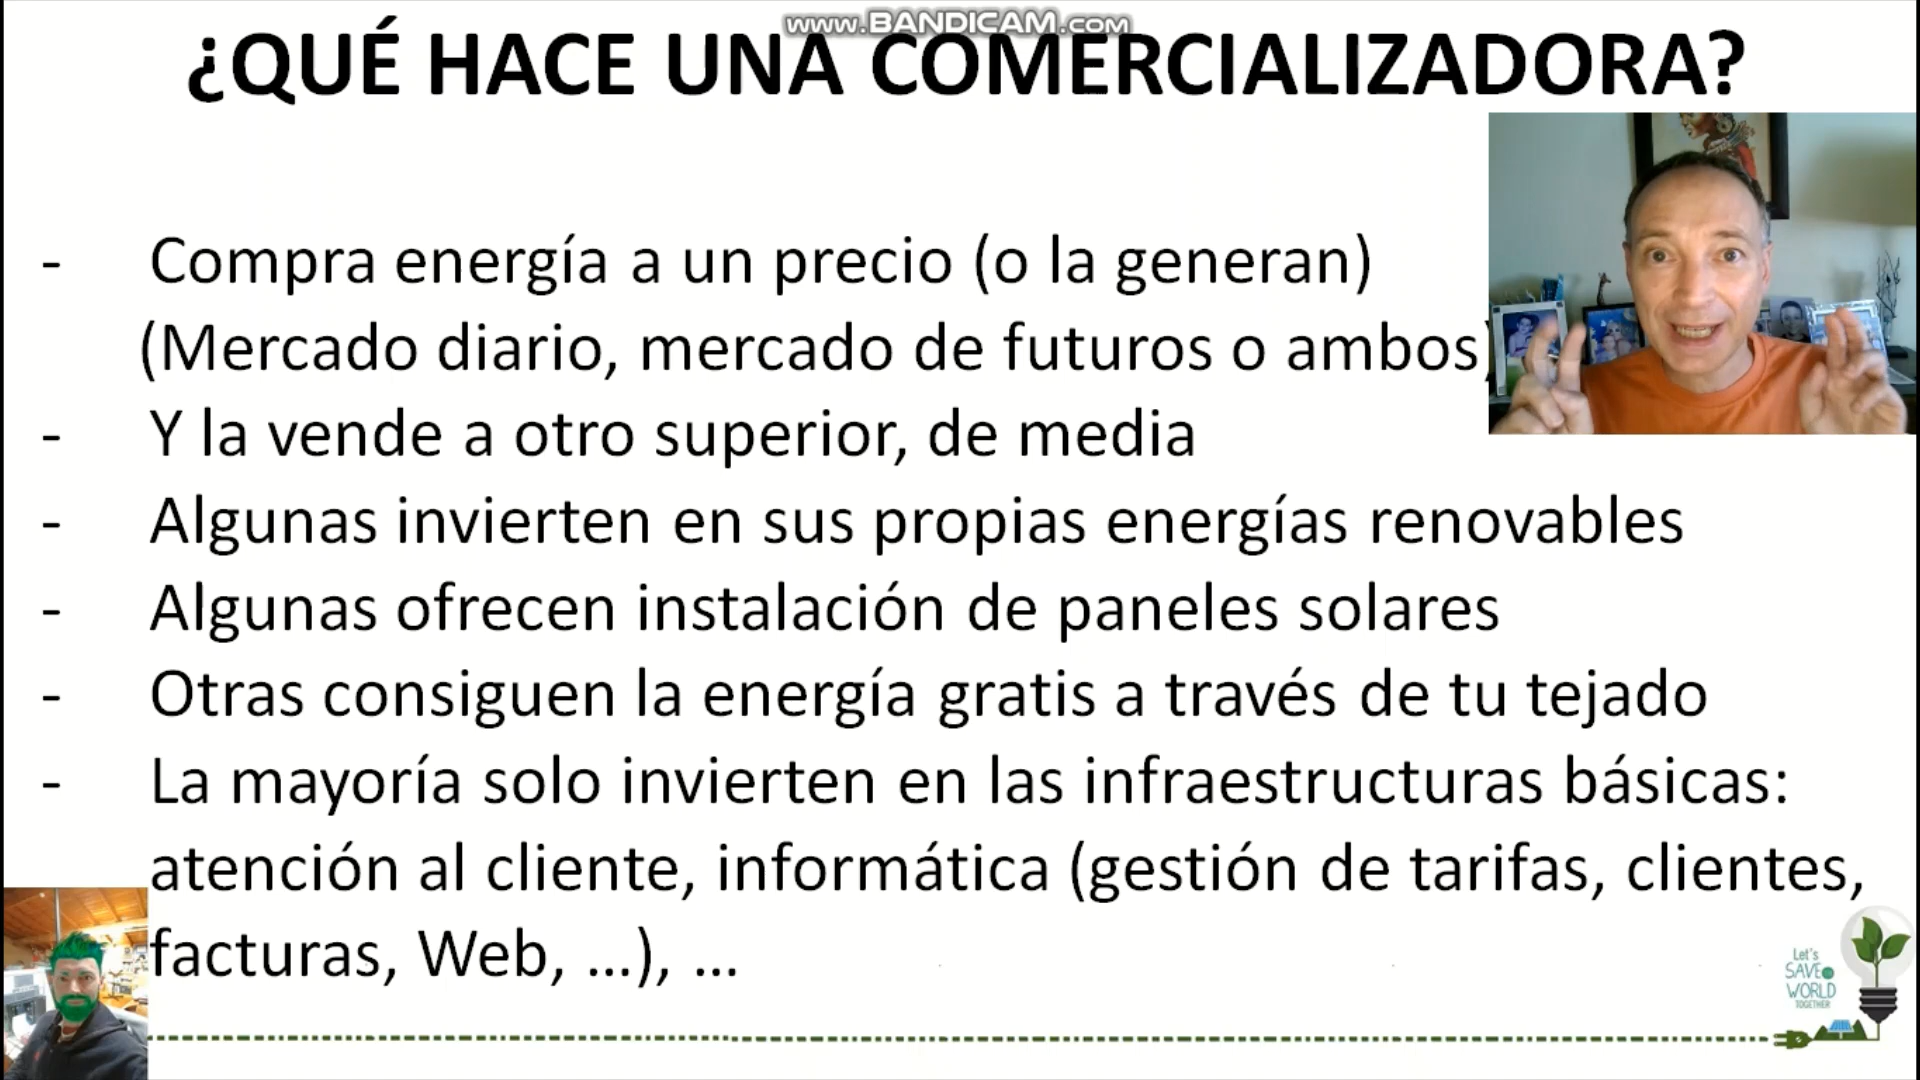 www.BANDICAM.com
¿QUÉ HACE UNA COMERCIALIZADORA?
- Compra energía a un precio (o la generan)
(Mercado diario, mercado de futuros o ambos)
- Y la vende a otro superior, de media
- Algunas invierten en sus propias energías renovables
- Algunas ofrecen instalación de paneles solares
- Otras consiguen la energía gratis a través de tu tejado
- La mayoría solo invierten en las infraestructuras básicas:
atención al cliente, informática (gestión de tarifas, clientes,
facturas, Web, ...), ...
Let's
SAVE
WORLD
TOGETHER